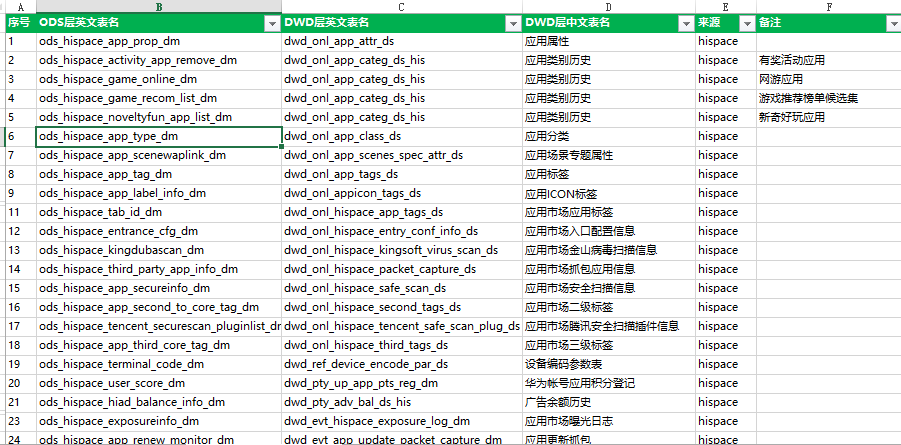 A B C D E F
序号 ODS层英文表名 DWD层英文表名 DWD层中文表名 来源 备注
1 ods_hispace_app_prop_dm dwd_onl_app_attr_ds 应用属性 hispace
2 ods_hispace_activity_app_remove_dm dwd_onl_app_categ_ds_his 应用类别历史 hispace 有奖活动应用
3 ods_hispace_game_online_dm dwd_onl_app_categ_ds_his 应用类别历史 hispace 网游应用
4 ods_hispace_game_recom_list_dm dwd_onl_app_categ_ds_his 应用类别历史 hispace 游戏推荐榜单候选集
5 ods_hispace_noveltyfun_app_list_dm dwd_onl_app_categ_ds_his 应用类别历史 hispace 新奇好玩应用
6 ods_hispace_app_type_dm dwd_onl_app_class_ds 应用分类 hispace
7 ods_hispace_app_scenewaplink_dm dwd_onl_app_scenes_spec_attr_ds 应用场景专题属性 hispace
8 ods_hispace_app_tag_dm dwd_onl_app_tags_ds 应用标签 hispace
9 ods_hispace_app_label_info_dm dwd_onl_appicon_tags_ds 应用ICON标签 hispace
11 ods_hispace_tab_id_dm dwd_onl_hispace_app_tags_ds 应用市场应用标签 hispace
12 ods_hispace_entrance_cfg_dm dwd_onl_hispace_entry_conf_info_ds 应用市场入口配置信息 hispace
13 ods_hispace_kingdubascan_dm dwd_onl_hispace_kingsoft_virus_scan_ds 应用市场金山病毒扫描信息 hispace
14 ods_hispace_third_party_app_info_dm dwd_onl_hispace_packet_capture_ds 应用市场抓包应用信息 hispace
15 ods_hispace_app_secureinfo_dm dwd_onl_hispace_safe_scan_ds 应用市场安全扫描信息 hispace
16 ods_hispace_app_second_to_core_tag_dm dwd_onl_hispace_second_tags_ds 应用市场二级标签 hispace
17 ods_hispace_tencent_securescan_pluginlist_dr dwd_onl_hispace_tencent_safe_scan_plug_ds 应用市场腾讯安全扫描插件信息 hispace
18 ods_hispace_app_third_core_tag_dm dwd_onl_hispace_third_tags_ds 应用市场三级标签 hispace
19 ods_hispace_terminal_code_dm dwd_ref_device_encode_par_ds 设备编码参数表 hispace
20 ods_hispace_user_score_dm dwd_pty_up_app_pts_reg_dm 华为帐号应用积分登记 hispace
21 ods_hispace_hiad_balance_info_dm dwd_pty_adv_bal_ds_his 广告余额历史 hispace
23 ods_hispace_exposureinfo_dm dwd_evt_hispace_exposure_log_dm 应用市场曝光日志 hispace
24 ods_hispace_app_renew_monitor_dm dwd_evt_app_update_packet_capture_dm 应用更新抓包 hispace